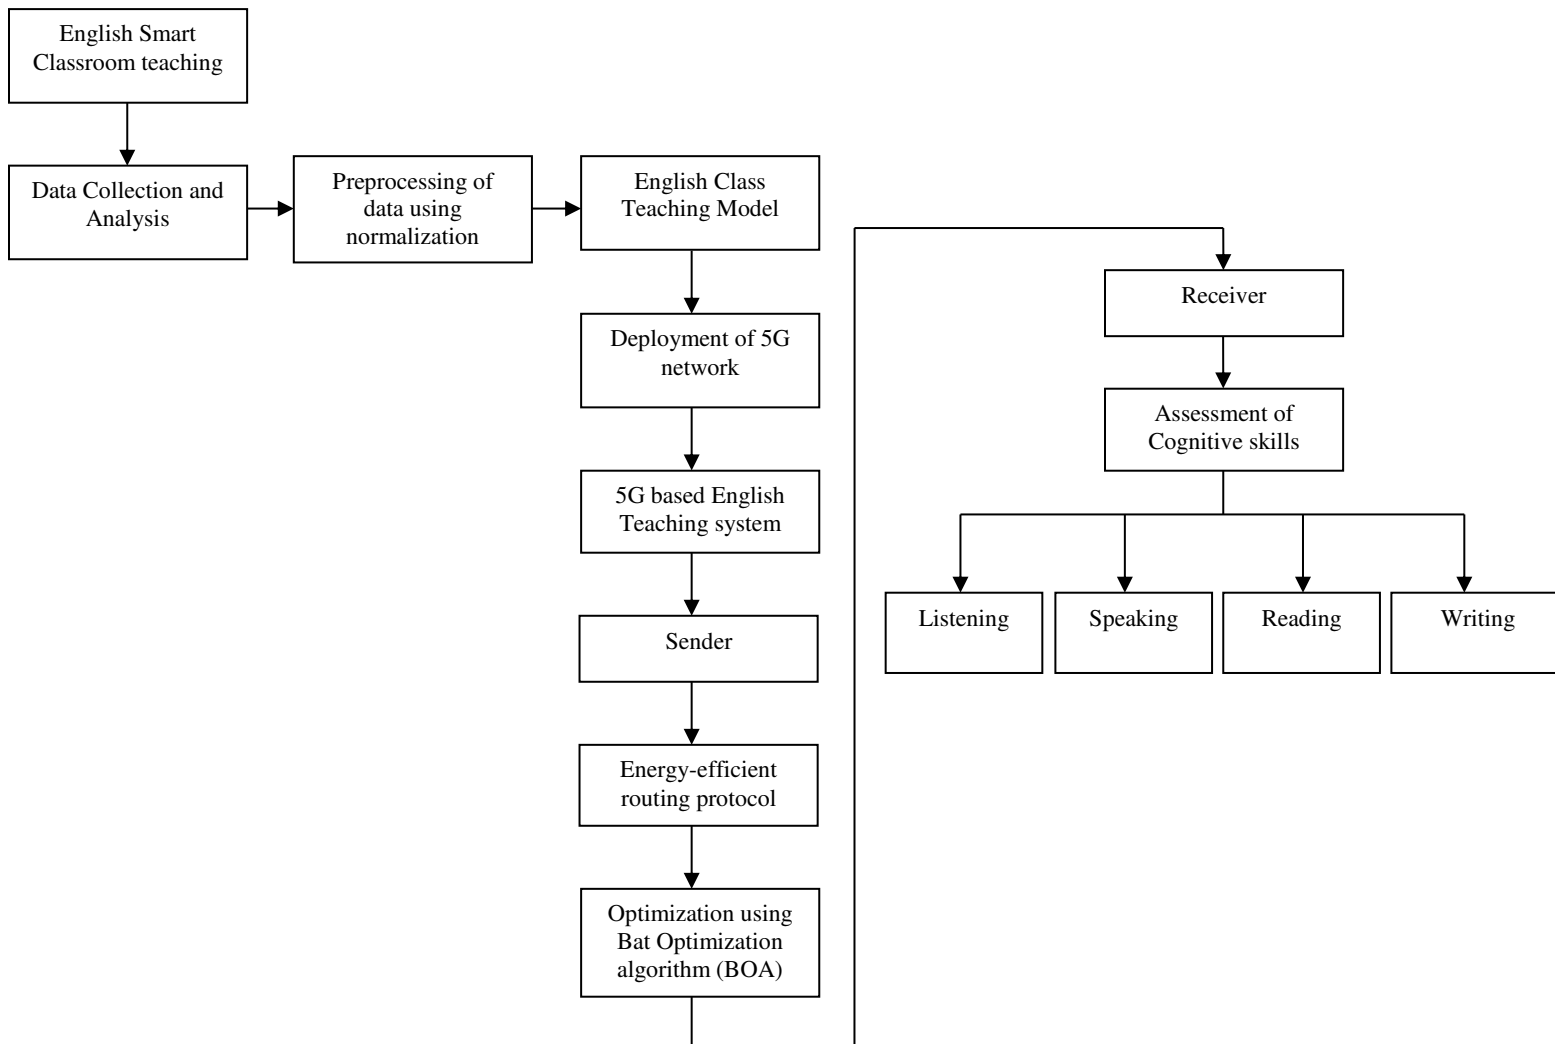 English Smart
Classroom teaching
Data Collection and
Analysis
Preprocessing of
data using
normalization
English Class
Teaching Model
Deployment of 5G
network
5G based English
Teaching system
Sender
Energy-efficient
routing protocol
Optimization using
Bat Optimization
algorithm (BOA)
Receiver
Assessment of
Cognitive skills
Listening
Speaking
Reading
Writing